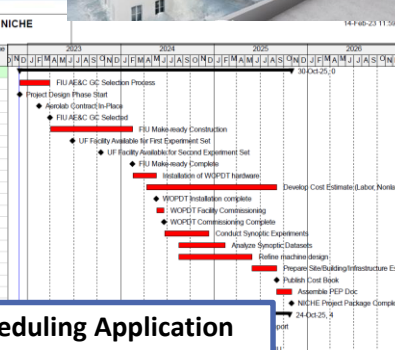 NICHE
14-Feb-23 11:59
2023 2024 2025 2026
O N D J F M A M J J A S O N D J F M A M J J A S O N D J F M A M J J A S O N D J F M A M J J A S O N
30-Oct-25, 0
FIU AE&C GC Selection Process
Project Design Phase Start
Aerolab Contract In-Place
FIU AE&C GC Selected
FIU Make-ready Construction
UF Facility Available for First Experiment Set
UF Facility Available for Second Experiment Set
FIU Make-ready Complete
Installation of WOPDT hardware
Develop Cost Estimate (Labor, Nonla
WOPDT Installation complete
WOPDT Facility Commissioning
WOPDT Commissioning Complete
Conduct Synoptic Experiments
Analyze Synoptic Datasets
Refine machine design
Prepare Site/Building/Infrastructure Es
Publish Cost Book
Assemble PEP Doc
NICHE Project Package Comple
24-Oct-25, 4
port
eduling Application